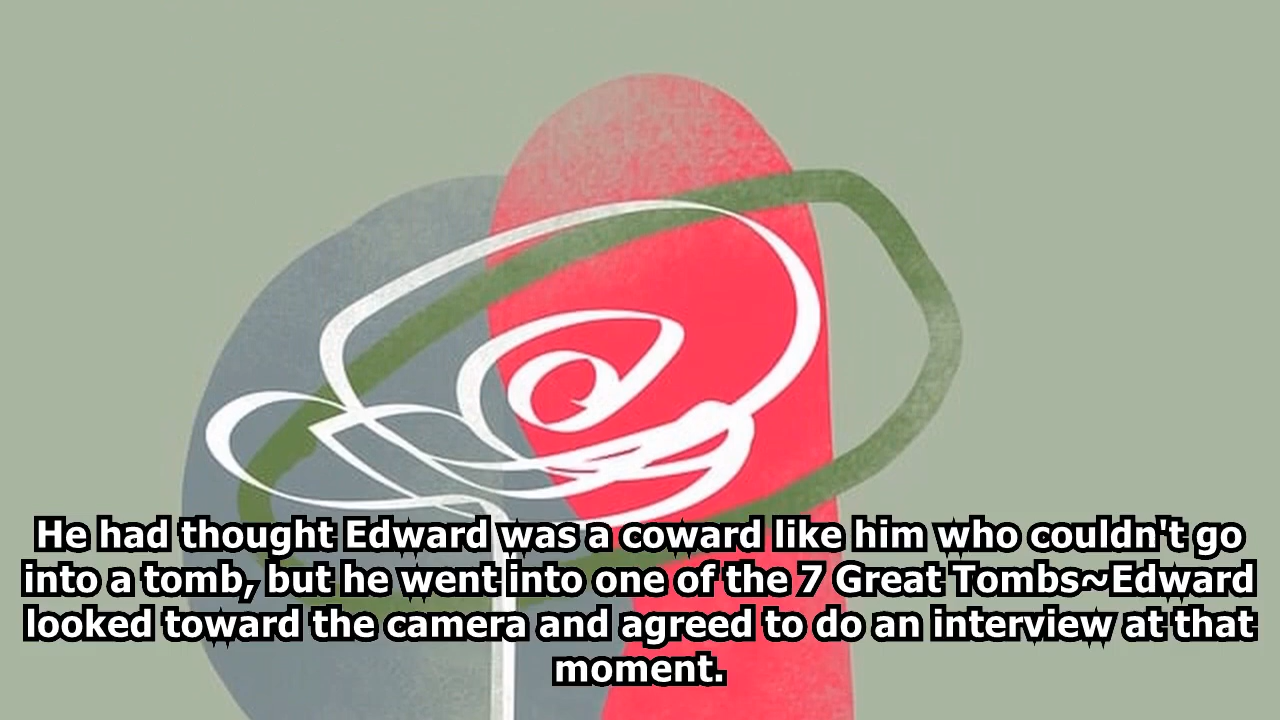 He had thought Edward was a coward like him who couldn't go
into a tomb, but he went into one of the 7 Great Tombs~Edward
looked toward the camera and agreed to do an interview at that
moment.